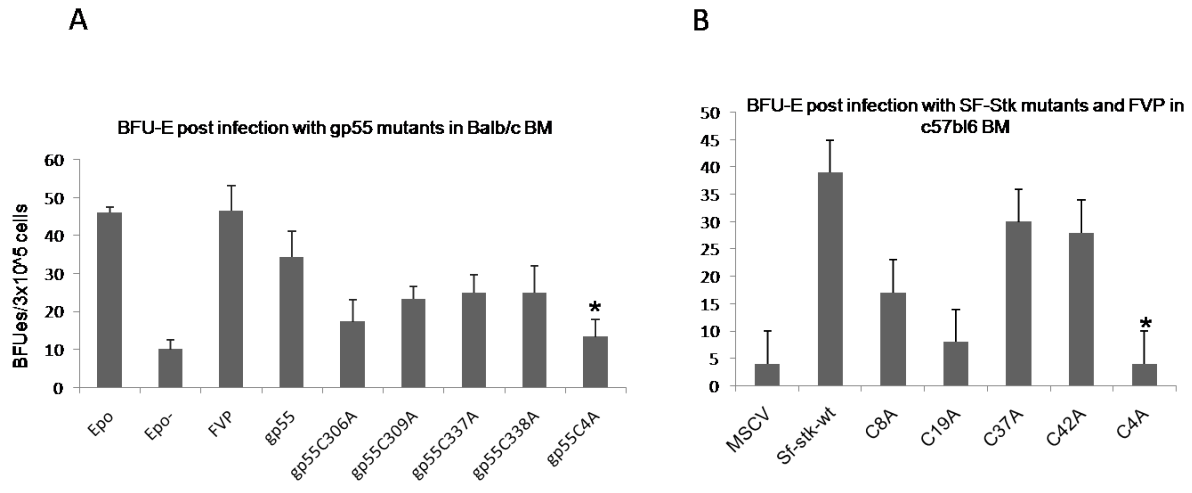 A
BFU-E post infection with gp55 mutants in Balb/c BM
BFUes/3x10^5 cells
60
50
40
30
20
10
0
*
Epo
Epo-
FVP
gp55
gp55C306A
gp55C309A
gp55C337A
gp55C338A
gp55C4A
B
BFU-E post infection with SF-Stk mutants and FVP in
c57bl6 BM
50
45
40
35
30
25
20
15
10
5
0
*
MSCV
Sf-stk-wt
C8A
C19A
C37A
C42A
C4A